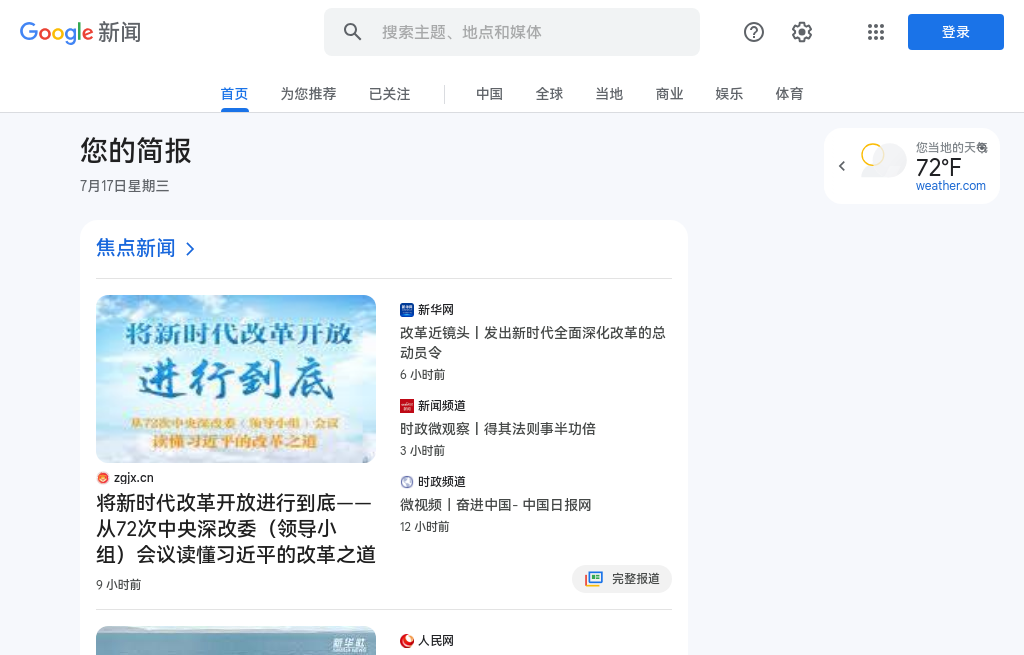 Google 新闻
搜索主题、地点和媒体
登录
首页
为您推荐
已关注
中国
全球
当地
商业
娱乐
体育
您的简报
7月17日星期三
您当地的天气
72°F
weather.com
焦点新闻
将新时代改革开放
进行到底
从72次中央深改委（领导小组）会议
读懂习近平的改革之道
zgjx.cn
将新时代改革开放进行到底——
从72次中央深改委（领导小
组）会议读懂习近平的改革之道
9 小时前
新华网
改革近镜头丨发出新时代全面深化改革的总
动员令
6 小时前
新闻频道
时政微观察丨得其法则事半功倍
3 小时前
时政频道
微视频丨奋进中国- 中国日报网
12 小时前
完整报道
新华社
人民网